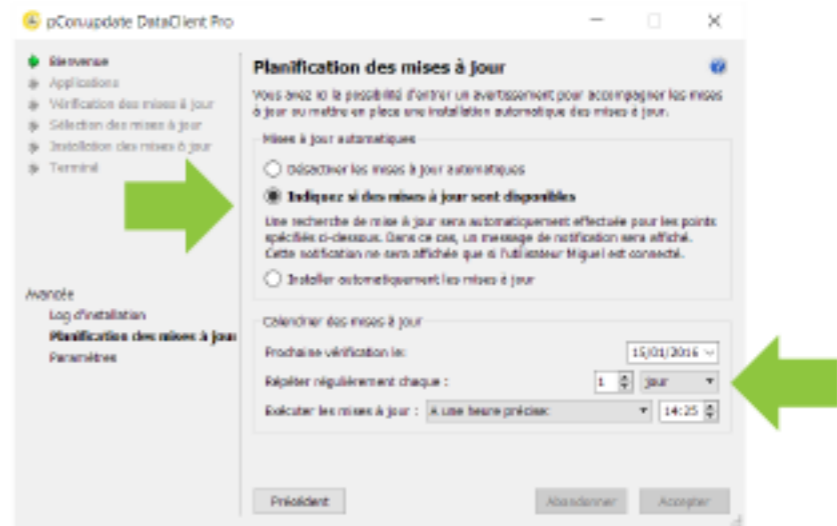 pCon.update DataClient Pro
Bienvenue
Applications
Vérification des mises à jour
Sélection des mises à jour
Installation des mises à jour
Terminé
Avancée
Log d'installation
Planification des mises à jour
Paramètres
Planification des mises à jour
Vous avez ici la possibilité d'entrer un avertissement pour accompagner les mises
à jour ou mettre en place une installation automatique des mises à jour.
Mises à jour automatiques
Désactiver les mises à jour automatiques
Indiquez si des mises à jour sont disponibles
Une recherche de mise à jour sera automatiquement effectuée pour les points
spécifiés ci-dessous. Dans ce cas, un message de notification sera affiché.
Cette notification ne sera affichée que si l'utilisateur Miguel est connecté.
Installer automatiquement les mises à jour
Calendrier des mises à jour
Prochaine vérification le:
15/01/2016
Répéter régulièrement chaque :
1
jour
Exécuter les mises à jour :
A une heure précise:
14:25
Précédent
Abandonner
Accepter